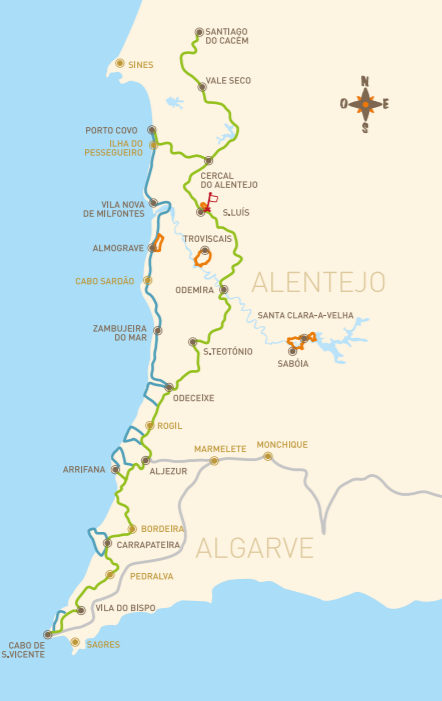 SANTIAGO
DO CACÉM
SINES
VALE SECO
N
O
E
S
PORTO COVO
ILHA DO
PESSEGUEIRO
CERCAL
DO ALENTEJO
VILA NOVA
DE MILFONTES
S.LUÍS
TROVISCAIS
ALMOGRAVE
CABO SARDÃO
ALENTEJO
ODEMIRA
SANTA CLARA-A-VELHA
ZAMBUJEIRA
DO MAR
S.TEOTÓNIO
SABÓIA
ODECEIXE
ROGIL
MARMELETE
MONCHIQUE
ARRIFANA
ALJEZUR
BORDEIRA
CARRAPATEIRA
ALGARVE
PEDRALVA
VILA DO BISPO
CABO DE
S.VICENTE
SAGRES